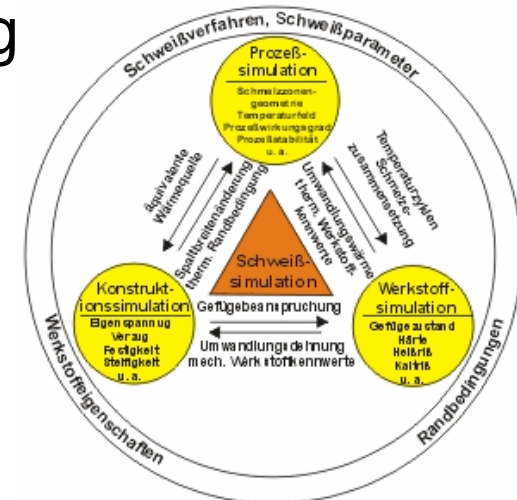 g
Schweißverfahren, Schweißparameter
Prozeß-
simulation
Schmelzzonen-
geometrie
Temperaturfeld
Prozeßwirkungsgrad
Prozeßstabilität
u. a.
äquivalente
Wärmequelle
Spaltbreitenänderung
therm. Randbedingung
Umwandlungswärme
therm. Werkstoff-
kennwerte
Temperaturzyklen
Schmelze-
zusammensetzung
Schweiß-
simulation
Konstrukt-
ionssimulation
Eigenspannug
Verzug
Festigkeit
Steifigkeit
u. a.
Gefügebeanspruchung
Umwandlungsdehnung
mech. Werkstoffkennwerte
Werkstoff-
simulation
Gefügezustand
Härte
Heißriß
Kaltriß
u. a.
Werkstoffeigenschaften
Randbedingungen